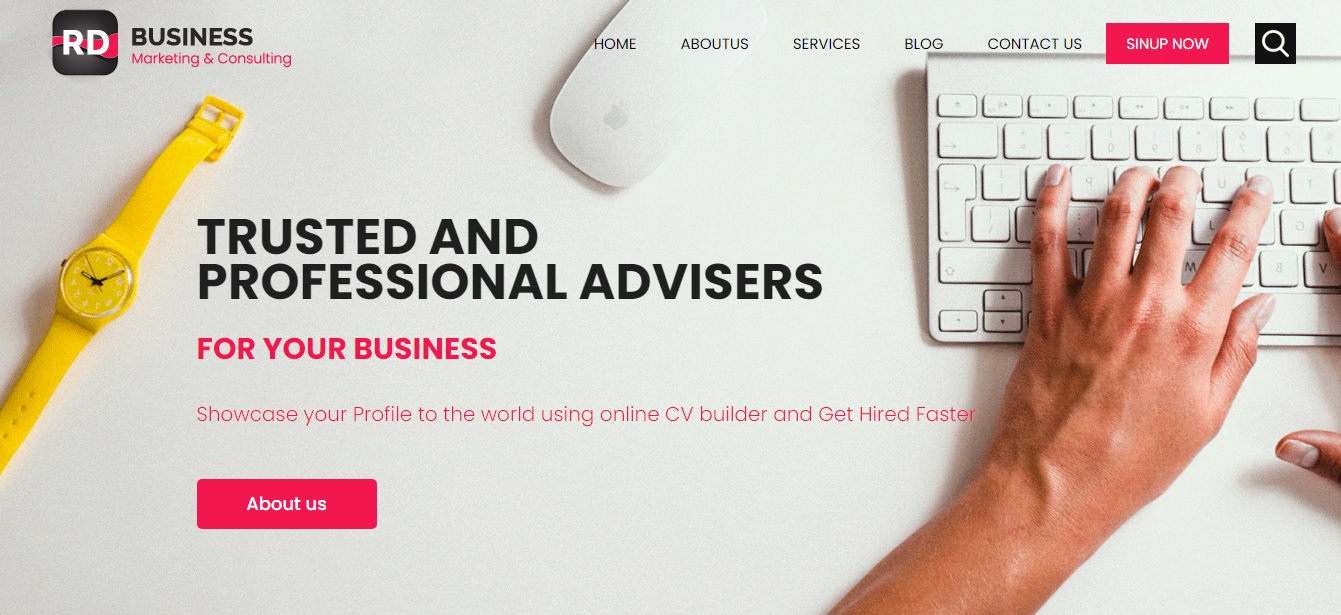 RD BUSINESS
Marketing & Consulting
HOME ABOUTUS SERVICES BLOG CONTACT US SINUP NOW
TRUSTED AND
PROFESSIONAL ADVISERS
FOR YOUR BUSINESS
Showcase your Profile to the world using online CV builder and Get Hired Faster
About us